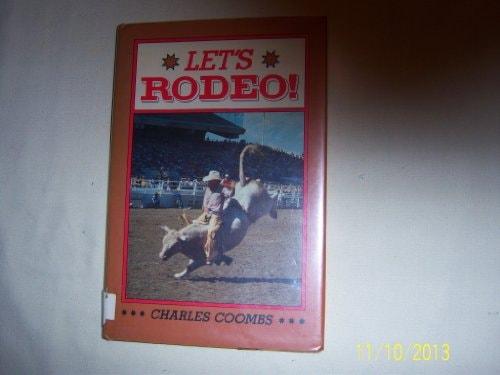 LET'S
RODEO!
*** CHARLES COOMBS ***
11/10/2013